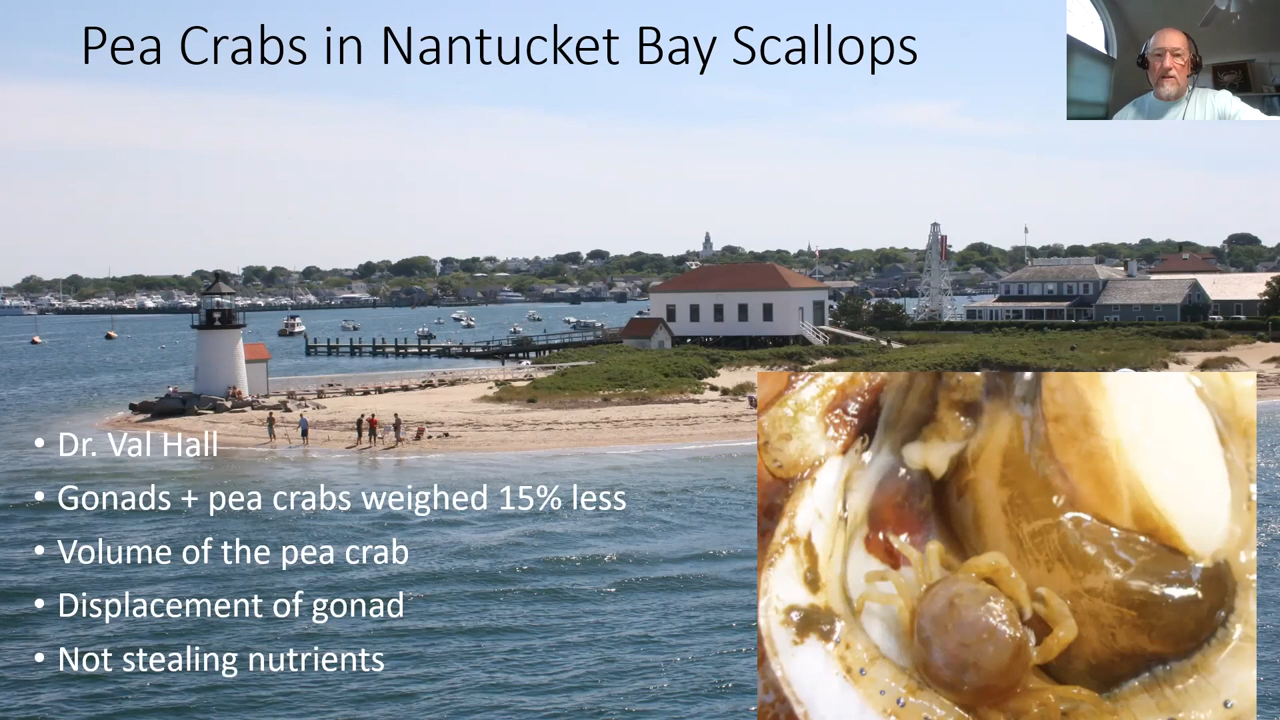 Pea Crabs in Nantucket Bay Scallops
• Dr. Val Hall
• Gonads + pea crabs weighed 15% less
• Volume of the pea crab
• Displacement of gonad
• Not stealing nutrients